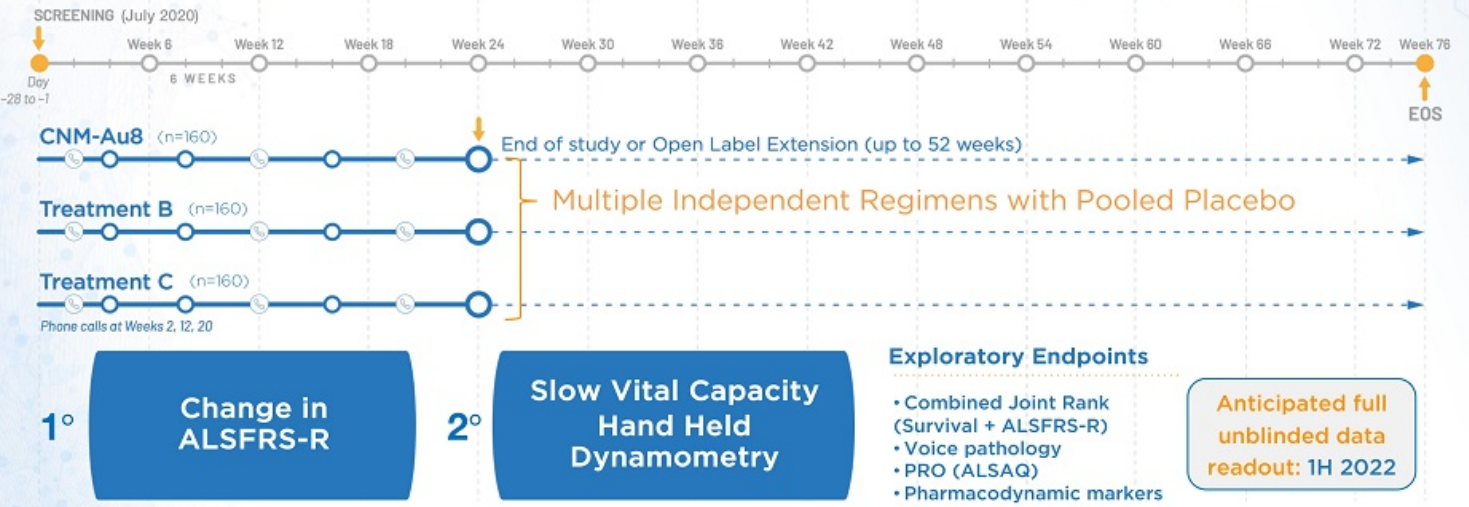 SCREENING (July 2020)
Week 6
Week 12
Week 18
Week 24
Week 30
Week 36
Week 42
Week 48
Week 54
Week 60
Week 66
Week 72
Week 76
Day
-28 to -1
6 WEEKS
EOS
CNM-Au8 (n=160)
End of study or Open Label Extension (up to 52 weeks)
Multiple Independent Regimens with Pooled Placebo
Treatment B (n=160)
Treatment C (n=160)
Phone calls at Weeks 2, 12, 20
1°
Change in
ALSFRS-R
2°
Slow Vital Capacity
Hand Held
Dynamometry
Exploratory Endpoints
• Combined Joint Rank
(Survival + ALSFRS-R)
• Voice pathology
• PRO (ALSAQ)
• Pharmacodynamic markers
Anticipated full
unblinded data
readout: 1H 2022